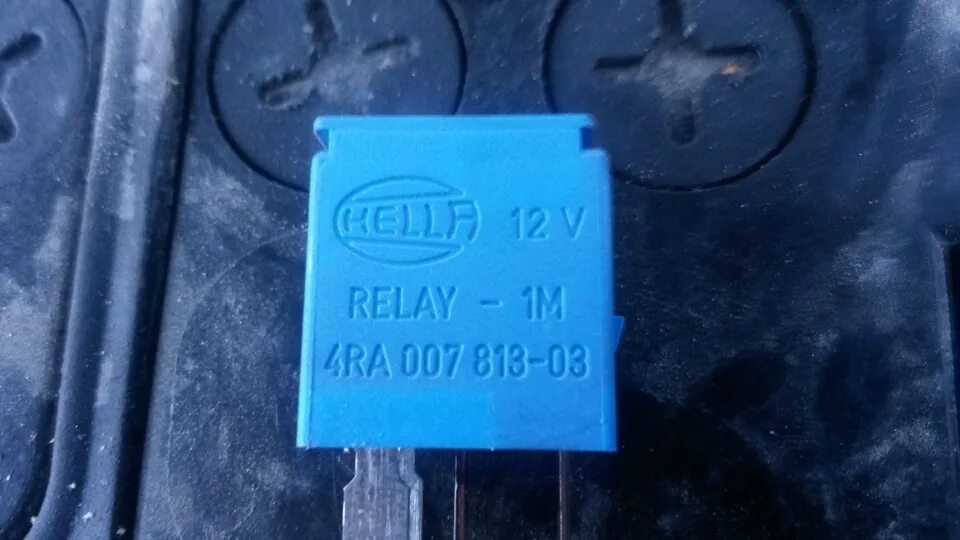 HELLA 12 V
RELAY - 1M
4RA 007 813-03